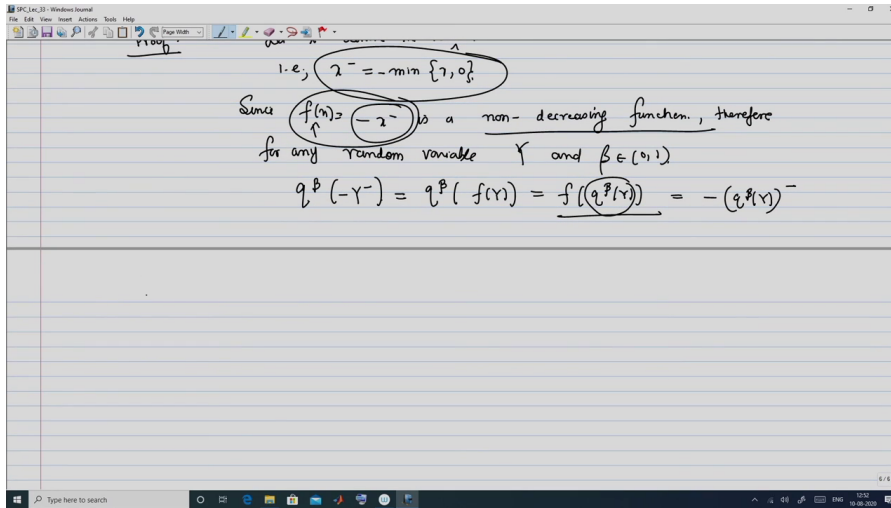 SPC_Lec_33 - Windows Journal
File Edit View Insert Actions Tools Help
Page Width
Proof
i.e; x⁻ = - min {x, 0}
Since f(x) = - x⁻ is a non-decreasing function, therefore
for any random variable Y and β ∈ (0, 1)
q^β (-Y⁻) = q^β ( f(Y)) = f(q^β(Y)) = - (q^β(Y))⁻
6 / 6
Type here to search
ENG
12:52
10-08-2020